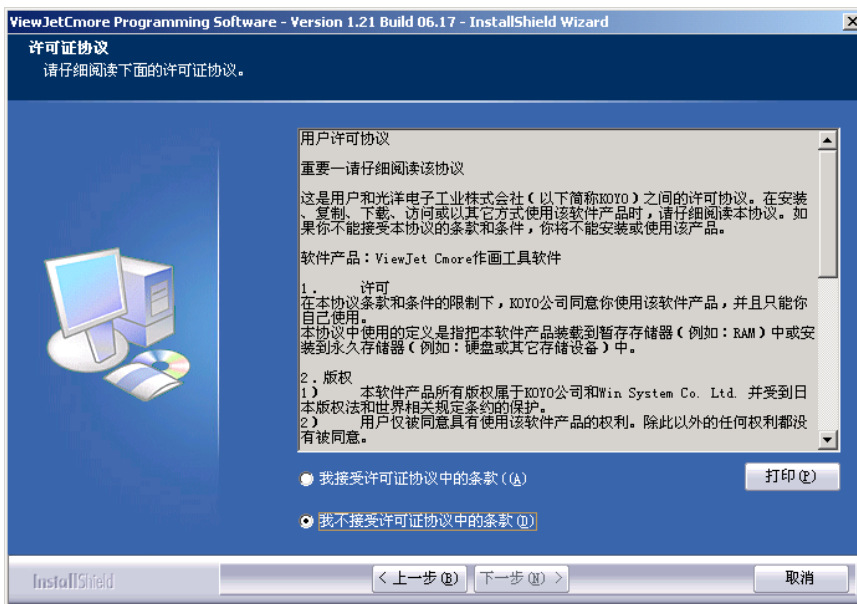 ViewJetCmore Programming Software - Version 1.21 Build 06.17 - InstallShield Wizard
许可证协议
请仔细阅读下面的许可证协议。
用户许可协议
重要一请仔细阅读该协议
这是用户和光洋电子工业株式会社(以下简称KOYO)之间的许可协议。在安装
、复制、下载、访问或以其它方式使用该软件产品时,请仔细阅读本协议。如
果你不能接受本协议的条款和条件,你将不能安装或使用该产品。
软件产品:ViewJet Cmore作画工具软件
1. 许可
在本协议条款和条件的限制下,KOYO公司同意你使用该软件产品,并且只能你
自己使用。
本协议中使用的定义是指把本软件产品装载到暂存存储器(例如:RAM)中或安
装到永久存储器(例如:硬盘或其它存储设备)中。
2.版权
1) 本软件产品所有版权属于KOYO公司和Win System Co. Ltd. 并受到日
本版权法和世界相关规定条约的保护。
2) 用户仅被同意具有使用该软件产品的权利。除此以外的任何权利都没
有被同意。
我接受许可证协议中的条款((A)
打印(P)
我不接受许可证协议中的条款(D)
InstallShield
< 上一步(B) 下一步(N) > 取消